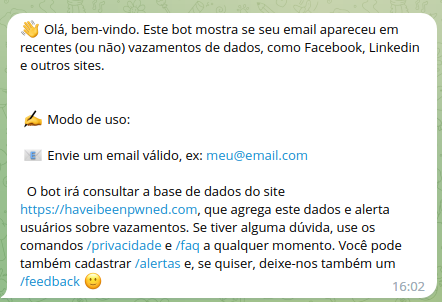 👋 Olá, bem-vindo. Este bot mostra se seu email apareceu em
recentes (ou não) vazamentos de dados, como Facebook, Linkedin
e outros sites.
✍️ Modo de uso:
📧 Envie um email válido, ex: meu@email.com
O bot irá consultar a base de dados do site
https://haveibeenpwned.com, que agrega este dados e alerta
usuários sobre vazamentos. Se tiver alguma dúvida, use os
comandos /privacidade e /faq a qualquer momento. Você pode
também cadastrar /alertas e, se quiser, deixe-nos também um
/feedback 🙂
16:02